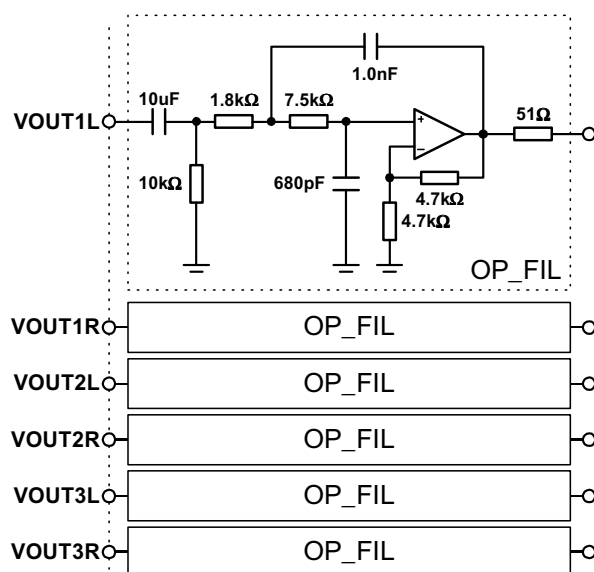 1.0nF
10uF
1.8kΩ
7.5kΩ
VOUT1L
+
−
51Ω
10kΩ
680pF
4.7kΩ
4.7kΩ
OP_FIL
VOUT1R
OP_FIL
VOUT2L
OP_FIL
VOUT2R
OP_FIL
VOUT3L
OP_FIL
VOUT3R
OP_FIL